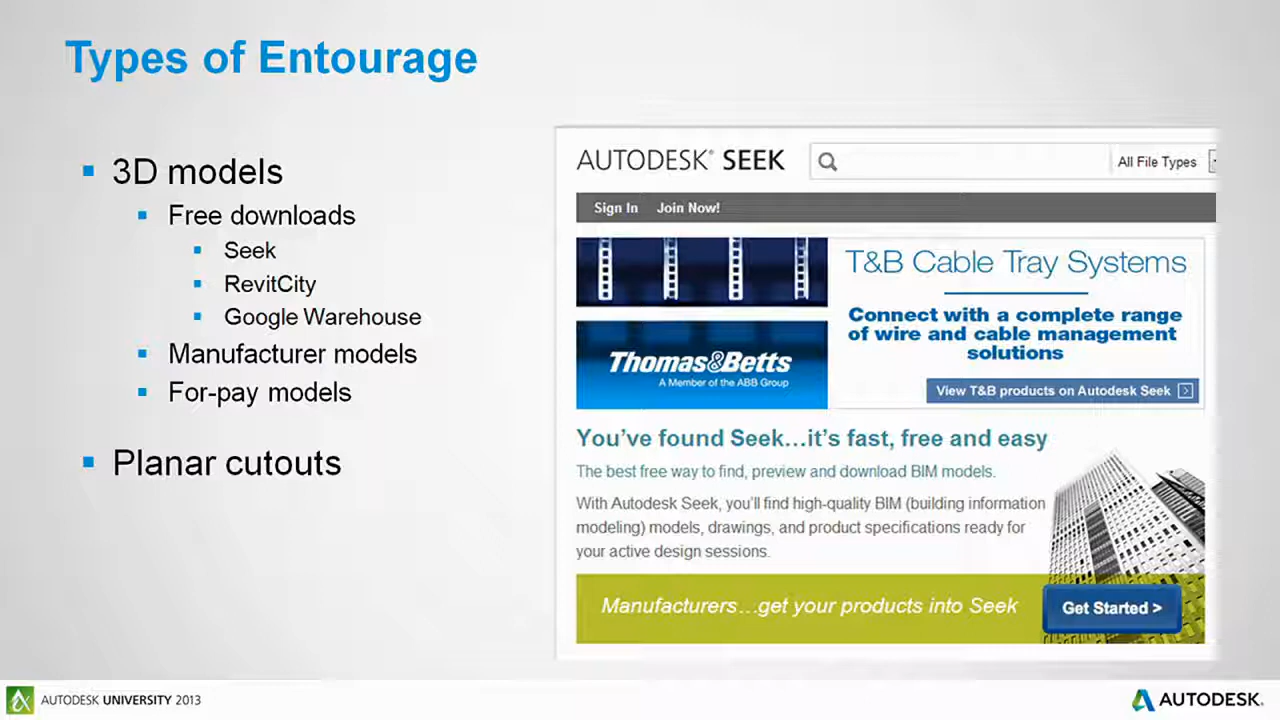 Types of Entourage
3D models
Free downloads
Seek
RevitCity
Google Warehouse
Manufacturer models
For-pay models
Planar cutouts
AUTODESK® SEEK
All File Types
Sign In Join Now!
T&B Cable Tray Systems
Connect with a complete range
of wire and cable management
solutions
Thomas&Betts
A Member of the ABB Group
View T&B products on Autodesk Seek
You've found Seek…it's fast, free and easy
The best free way to find, preview and download BIM models.
With Autodesk Seek, you'll find high-quality BIM (building information
modeling) models, drawings, and product specifications ready for
your active design sessions.
Manufacturers…get your products into Seek
Get Started >
AUTODESK UNIVERSITY 2013
AUTODESK.